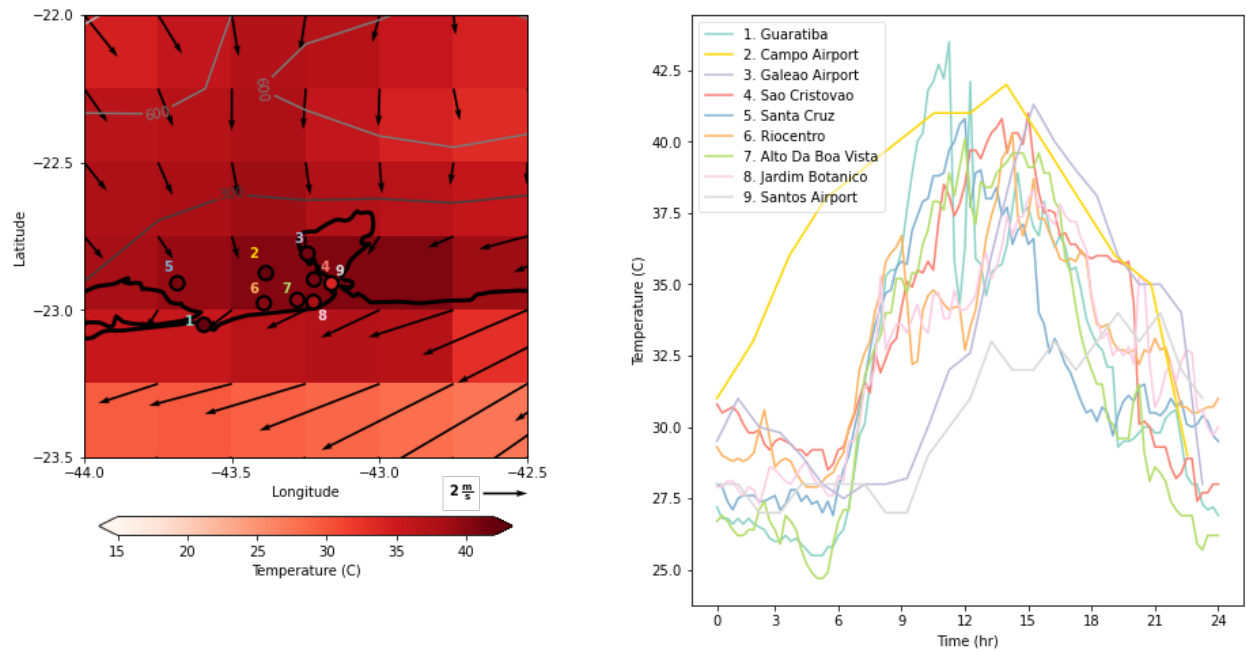 −22.0
−22.5
−23.0
−23.5
Latitude
−44.0
−43.5
−43.0
−42.5
Longitude
600
600
1
2
3
4
5
6
7
8
9
2 m/s
15
20
25
30
35
40
Temperature (C)
1. Guaratiba
2. Campo Airport
3. Galeao Airport
4. Sao Cristovao
5. Santa Cruz
6. Riocentro
7. Alto Da Boa Vista
8. Jardim Botanico
9. Santos Airport
42.5
40.0
37.5
35.0
32.5
30.0
27.5
25.0
Temperature (C)
0
3
6
9
12
15
18
21
24
Time (hr)